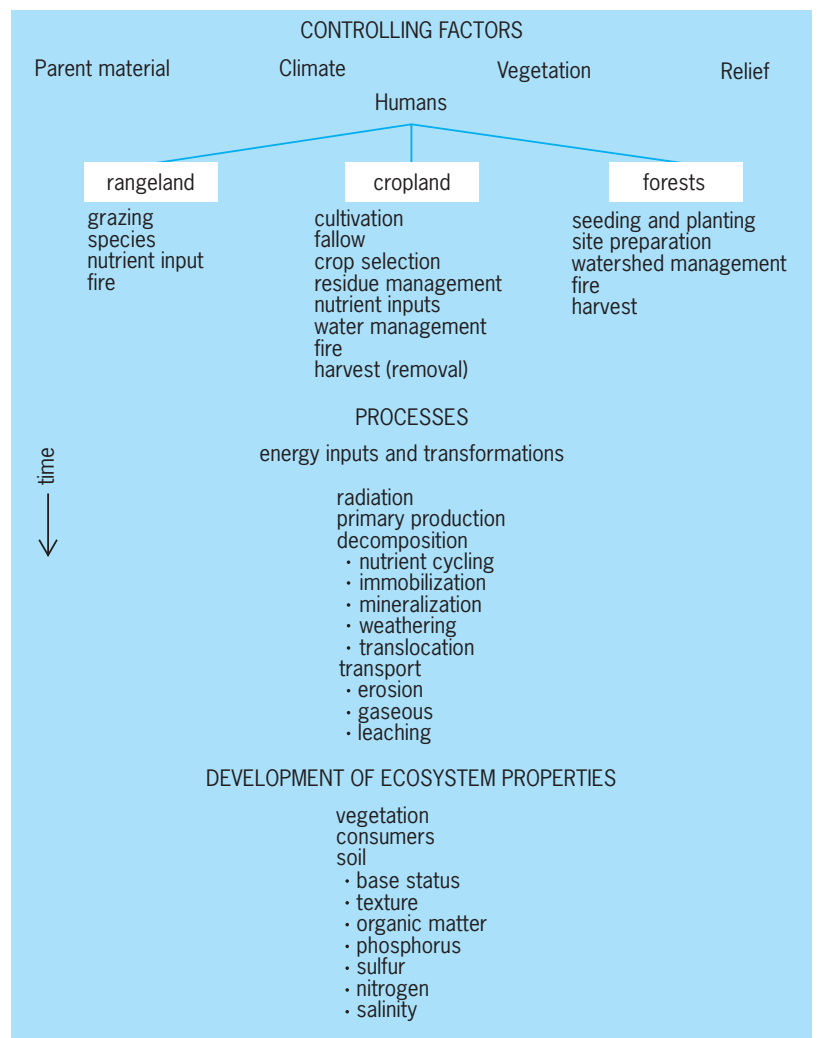 CONTROLLING FACTORS
Parent material Climate Vegetation Relief
Humans
rangeland cropland forests
grazing
species
nutrient input
fire
cultivation
fallow
crop selection
residue management
nutrient inputs
water management
fire
harvest (removal)
seeding and planting
site preparation
watershed management
fire
harvest
PROCESSES
time
energy inputs and transformations
radiation
primary production
decomposition
· nutrient cycling
· immobilization
· mineralization
· weathering
· translocation
transport
· erosion
· gaseous
· leaching
DEVELOPMENT OF ECOSYSTEM PROPERTIES
vegetation
consumers
soil
· base status
· texture
· organic matter
· phosphorus
· sulfur
· nitrogen
· salinity